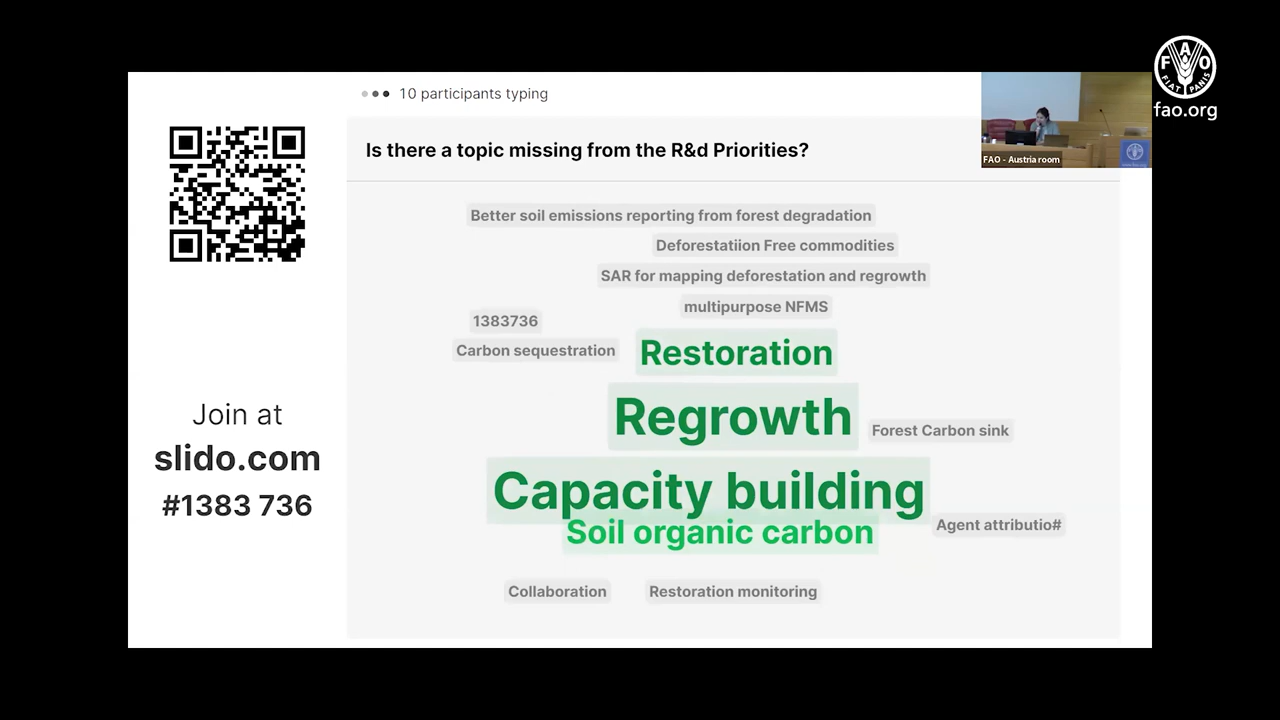 10 participants typing
FAO
FIAT PANIS
fao.org
Is there a topic missing from the R&d Priorities?
FAO - Austria room
Better soil emissions reporting from forest degradation
Deforestatiion Free commodities
SAR for mapping deforestation and regrowth
multipurpose NFMS
1383736
Carbon sequestration
Restoration
Regrowth
Forest Carbon sink
Capacity building
Soil organic carbon
Agent attributio#
Collaboration
Restoration monitoring
Join at
slido.com
#1383 736